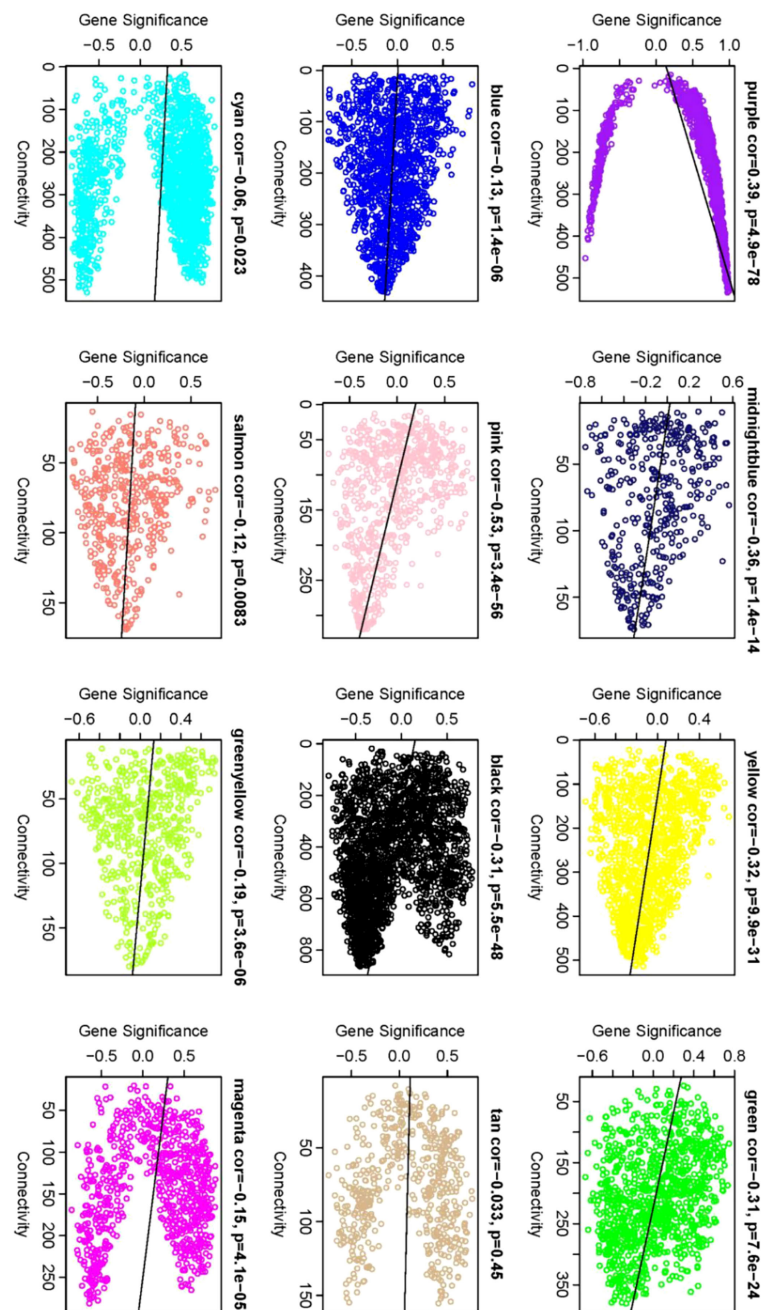 purple cor=0.39, p=4.9e−78
Gene Significance
−1.0 0.0 0.5 1.0
0 100 200 300 400 500
Connectivity
midnightblue cor=−0.36, p=1.4e−14
Gene Significance
−0.8 −0.2 0.2 0.6
50 100 150
Connectivity
yellow cor=−0.32, p=9.9e−31
Gene Significance
−0.6 0.0 0.4
0 100 200 300 400 500
Connectivity
green cor=−0.31, p=7.6e−24
Gene Significance
−0.6 0.0 0.4 0.8
50 150 250 350
Connectivity
blue cor=−0.13, p=1.4e−06
Gene Significance
−0.5 0.0 0.5
0 100 200 300 400
Connectivity
pink cor=−0.53, p=3.4e−56
Gene Significance
−0.5 0.0 0.5
0 50 150 250
Connectivity
black cor=−0.31, p=5.5e−48
Gene Significance
−0.5 0.0 0.5
0 200 400 600 800
Connectivity
tan cor=−0.033, p=0.45
Gene Significance
−0.5 0.0 0.5
50 100 150
Connectivity
cyan cor=−0.06, p=0.023
Gene Significance
−0.5 0.5
0 100 200 300 400 500
Connectivity
salmon cor=−0.12, p=0.0083
Gene Significance
−0.5 0.0 0.5
50 100 150
Connectivity
greenyellow cor=−0.19, p=3.6e−06
Gene Significance
−0.6 0.0 0.4
50 100 150
Connectivity
magenta cor=−0.15, p=4.1e−05
Gene Significance
−0.5 0.0 0.5
50 100 150 200 250
Connectivity